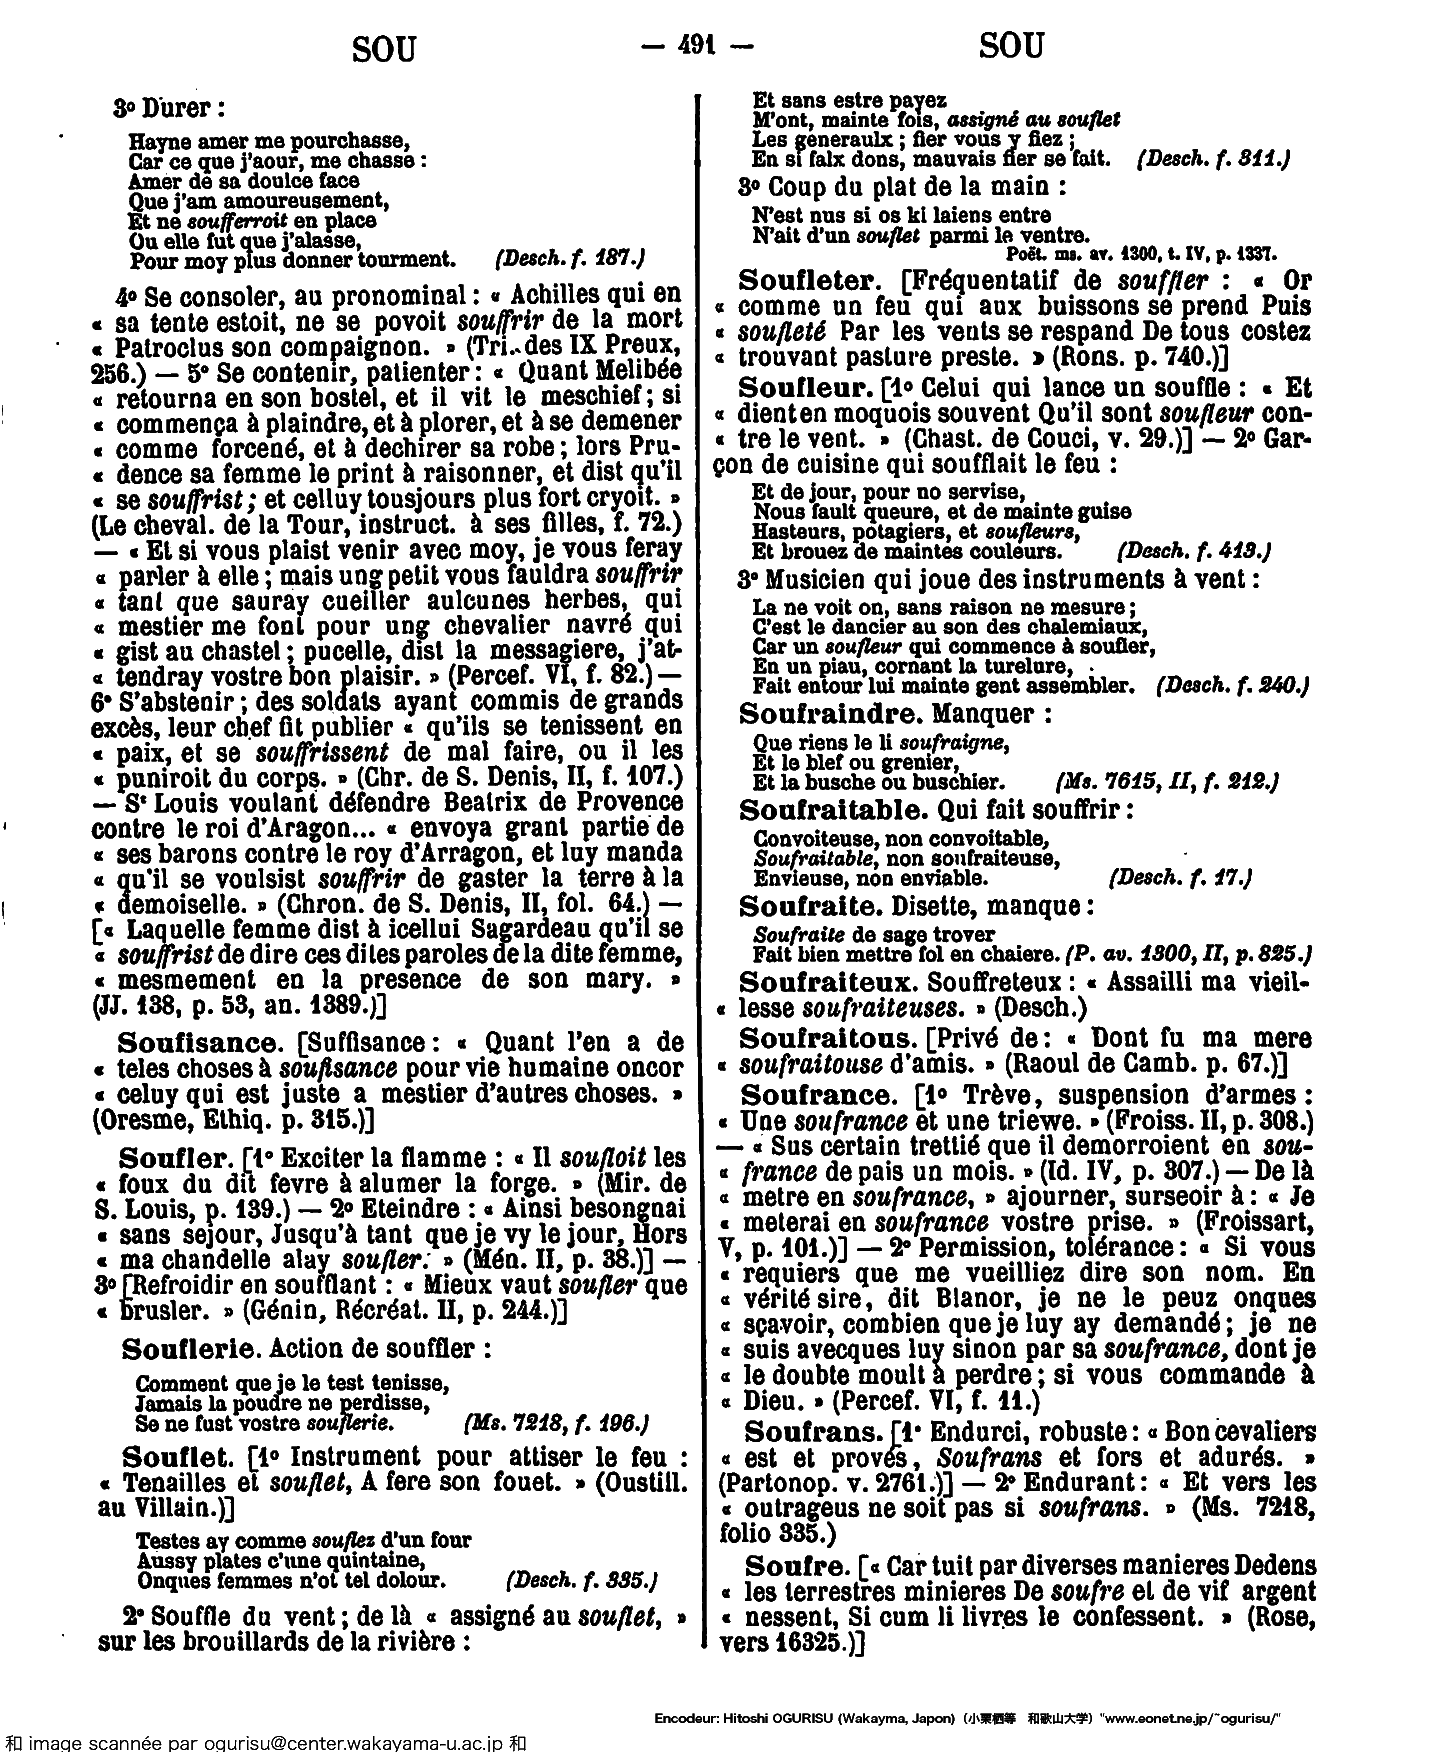 SOU
— 491 —
SOU
3º Durer :
Hayne amer me pourchasse,
Car ce que j'aour, me chasse :
Amer de sa doulce face
Que j'am amoureusement,
Et ne soufferroit en place
Ou elle fut que j'alasse,
Pour moy plus donner tourment. (Desch. f. 187.)
4º Se consoler, au pronominal : « Achilles qui en
« sa tente estoit, ne se povoit souffrir de la mort
« Patroclus son compaignon. » (Tri. des IX Preux,
256.) — 5º Se contenir, patienter : « Quant Melibée
« retourna en son hostel, et il vit le meschief ; si
« commença à plaindre, et à plorer, et à se demener
« comme forcené, et à dechirer sa robe ; lors Pru-
« dence sa femme le print à raisonner, et dist qu'il
« se souffrist ; et celluy tousjours plus fort cryoit. »
(Le cheval. de la Tour, instruct. à ses filles, f. 72.)
— « Et si vous plaist venir avec moy, je vous feray
« parler à elle ; mais ung petit vous fauldra souffrir
« tant que sauray cueiller aulcunes herbes, qui
« mestier me font pour ung chevalier navré qui
« gist au chastel ; pucelle, dist la messagiere, j'at-
« tendray vostre bon plaisir. » (Percef. VI, f. 82.) —
6º S'abstenir ; des soldats ayant commis de grands
excès, leur chef fit publier « qu'ils se tenissent en
« paix, et se souffrissent de mal faire, ou il les
« puniroit du corps. » (Chr. de S. Denis, II, f. 107.)
— Sᵗ Louis voulant défendre Beatrix de Provence
contre le roi d'Aragon... « envoya grant partie de
« ses barons contre le roy d'Arragon, et luy manda
« qu'il se voulsist souffrir de gaster la terre à la
« demoiselle. » (Chron. de S. Denis, II, fol. 64.) —
[« Laquelle femme dist à icellui Sagardeau qu'il se
« souffrist de dire ces dites paroles de la dite femme,
« mesmement en la presence de son mary. »
(JJ. 138, p. 53, an. 1389.)]
Soufisance. [Suffisance : « Quant l'en a de
« teles choses à soufisance pour vie humaine oncor
« celuy qui est juste a mestier d'autres choses. »
(Oresme, Ethiq. p. 315.)]
Soufler. [1º Exciter la flamme : « Il soufloit les
« foux du dit fevre à alumer la forge. » (Mir. de
S. Louis, p. 139.) — 2º Eteindre : « Ainsi besongnai
« sans sejour, Jusqu'à tant que je vy le jour, Hors
« ma chandelle alay soufler. » (Mén. II, p. 38.)] —
3º [Refroidir en soufflant : « Mieux vaut soufler que
« brusler. » (Génin, Récréat. II, p. 244.)]
Souflerie. Action de souffler :
Comment que je le test tenisse,
Jamais la poudre ne perdisse,
Se ne fust vostre souflerie. (Ms. 7218, f. 196.)
Souflet. [1º Instrument pour attiser le feu :
« Tenailles et souflet, A fere son fouet. » (Oustill.
au Villain.)]
Testes ay comme souflez d'un four
Aussy plates c'une quintaine,
Onques femmes n'ot tel dolour. (Desch. f. 335.)
2º Souffle du vent ; de là « assigné au souflet, »
sur les brouillards de la rivière :
Et sans estre payez
M'ont, mainte fois, assigné au souflet
Les generaulx ; fier vous y fiez ;
En si falx dons, mauvais fier se fait. (Desch. f. 311.)
3º Coup du plat de la main :
N'est nus si os ki laiens entre
N'ait d'un souflet parmi le ventre.
Poët. ms. av. 1300, t. IV, p. 1337.
Soufleter. [Fréquentatif de souffler : « Or
« comme un feu qui aux buissons se prend Puis
« soufleté Par les vents se respand De tous costez
« trouvant pasture preste. » (Rons. p. 740.)]
Soufleur. [1º Celui qui lance un souffle : « Et
« dient en moquois souvent Qu'il sont soufleur con-
« tre le vent. » (Chast. de Couci, v. 29.)] — 2º Gar-
çon de cuisine qui soufflait le feu :
Et de jour, pour no servise,
Nous fault queure, et de mainte guise
Hasteurs, potagiers, et soufleurs,
Et brouez de maintes couleurs. (Desch. f. 413.)
3º Musicien qui joue des instruments à vent :
La ne voit on, sans raison ne mesure ;
C'est le dancier au son des chalemiaux,
Car un soufleur qui commence à soufler,
En un piau, cornant la turelure,
Fait entour lui mainte gent assembler. (Desch. f. 240.)
Soufraindre. Manquer :
Que riens le li soufraigne,
Et le blef ou grenier,
Et la busche ou buschier. (Ms. 7615, II, f. 212.)
Soufraitable. Qui fait souffrir :
Convoiteuse, non convoitable,
Soufraitable, non soufraiteuse,
Envieuse, non enviable. (Desch. f. 17.)
Soufraite. Disette, manque :
Soufraite de sage trover
Fait bien mettre fol en chaiere. (P. av. 1300, II, p. 825.)
Soufraiteux. Souffreteux : « Assailli ma vieil-
« lesse soufraiteuses. » (Desch.)
Soufraitous. [Privé de : « Dont fu ma mere
« soufraitouse d'amis. » (Raoul de Camb. p. 67.)]
Soufrance. [1º Trève, suspension d'armes :
« Une soufrance et une triewe. » (Froiss. II, p. 308.)
— « Sus certain trettié que il demorroient en sou-
« france de pais un mois. » (Id. IV, p. 307.) — De là
« metre en soufrance, » ajourner, surseoir à : « Je
« meterai en soufrance vostre prise. » (Froissart,
V, p. 101.)] — 2º Permission, tolérance : « Si vous
« requiers que me vueilliez dire son nom. En
« vérité sire, dit Blanor, je ne le peuz onques
« sçavoir, combien que je luy ay demandé ; je ne
« suis avecques luy sinon par sa soufrance, dont je
« le doubte moult à perdre ; si vous commande à
« Dieu. » (Percef. VI, f. 11.)
Soufrans. [1º Endurci, robuste : « Bon cevaliers
« est et provés, Soufrans et fors et adurés. »
(Partonop. v. 2761.)] — 2º Endurant : « Et vers les
« outrageus ne soit pas si soufrans. » (Ms. 7218,
folio 335.)
Soufre. [« Car tuit par diverses manieres Dedens
« les terrestres minieres De soufre et de vif argent
« nessent, Si cum li livres le confessent. » (Rose,
vers 16325.)]
Encodeur: Hitoshi OGURISU (Wakayma, Japon) (小栗栖等 和歌山大学) "www.eonet.ne.jp/~ogurisu/"
和 image scannée par ogurisu@center.wakayama-u.ac.jp 和